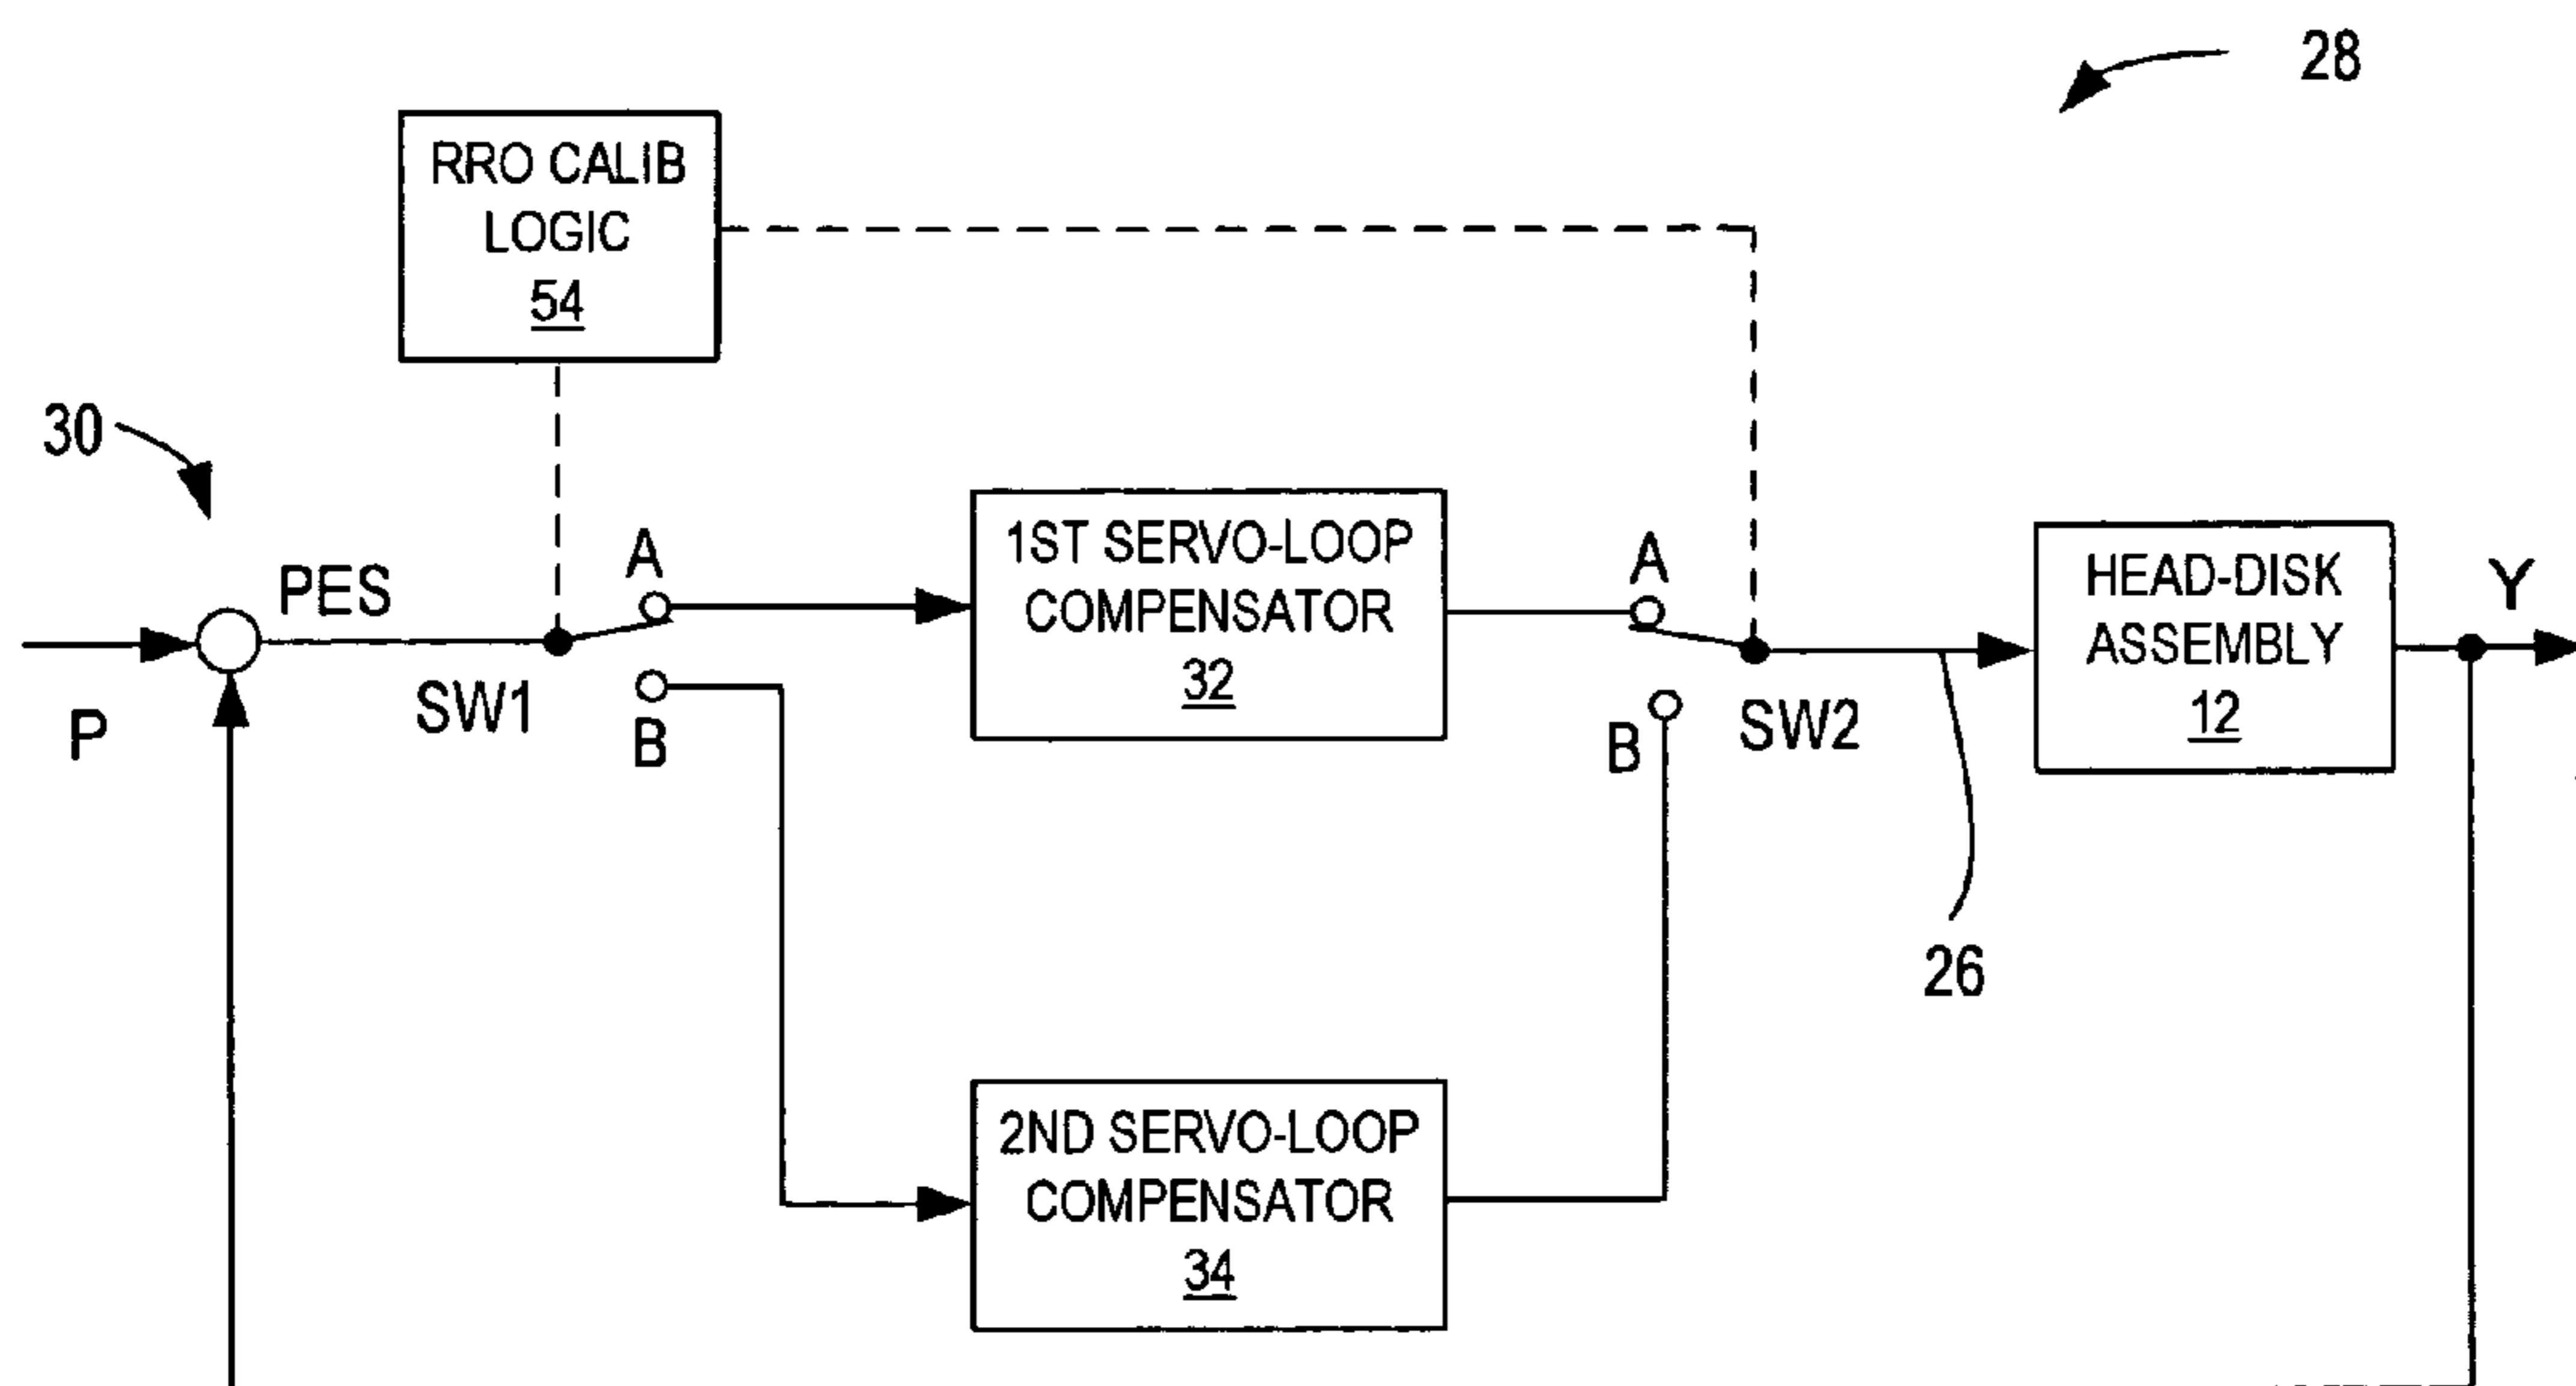 28
RRO CALIB
LOGIC
54
30
PES
A
1ST SERVO-LOOP
COMPENSATOR
32
A
HEAD-DISK
ASSEMBLY
12
Y
P
SW1
B
B
SW2
26
2ND SERVO-LOOP
COMPENSATOR
34